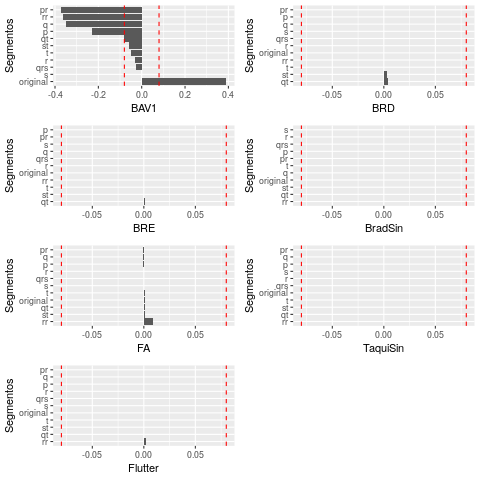 Segmentos
pr
rr
q
p
qt
st
t
r
qrs
s
original
-0.4 -0.2 0.0 0.2 0.4
BAV1
Segmentos
pr
p
q
s
qrs
r
original
rr
t
st
qt
-0.05 0.00 0.05
BRD
Segmentos
p
pr
s
q
qrs
r
original
rr
t
st
qt
-0.05 0.00 0.05
BRE
Segmentos
s
r
qrs
p
pr
t
q
original
rr
st
qt
-0.05 0.00 0.05
BradSin
Segmentos
pr
q
p
r
qrs
s
t
original
qt
st
rr
-0.05 0.00 0.05
FA
Segmentos
pr
p
q
r
s
qrs
original
t
qt
st
rr
-0.05 0.00 0.05
TaquiSin
Segmentos
pr
q
p
r
qrs
s
original
t
st
qt
rr
-0.05 0.00 0.05
Flutter